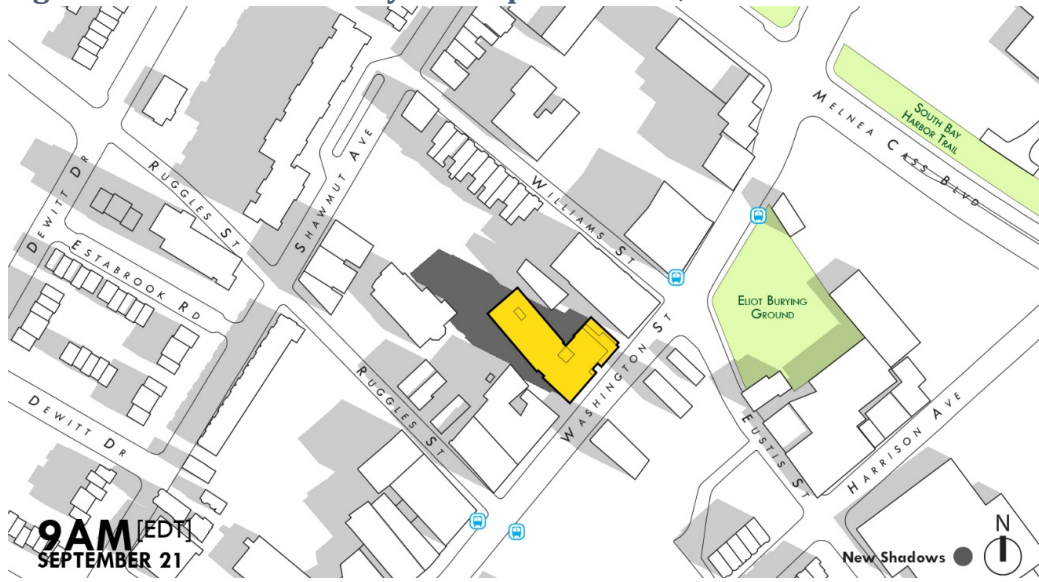 MELNEA CASS BLVD
SOUTH BAY
HARBOR TRAIL
DEWITT DR
RUGGLES ST
SHAWMUT AVE
WILLIAMS ST
ESTABROOK RD
ELIOT BURYING
GROUND
WASHINGTON ST
RUGGLES ST
DEWITT DR
EUSTIS ST
HARRISON AVE
9AM [EDT]
SEPTEMBER 21
New Shadows
N